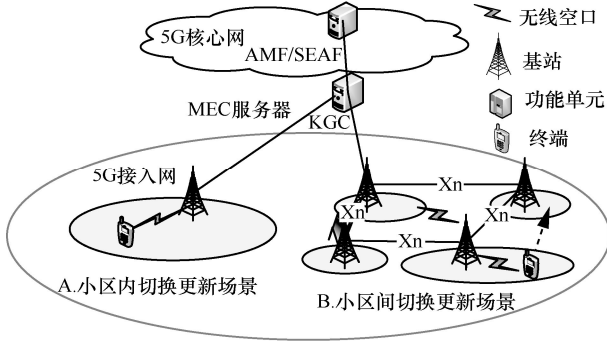 5G核心网
AMF/SEAF
无线空口
基站
功能单元
终端
MEC服务器
KGC
5G接入网
Xn
Xn
Xn
Xn
A.小区内切换更新场景
B.小区间切换更新场景